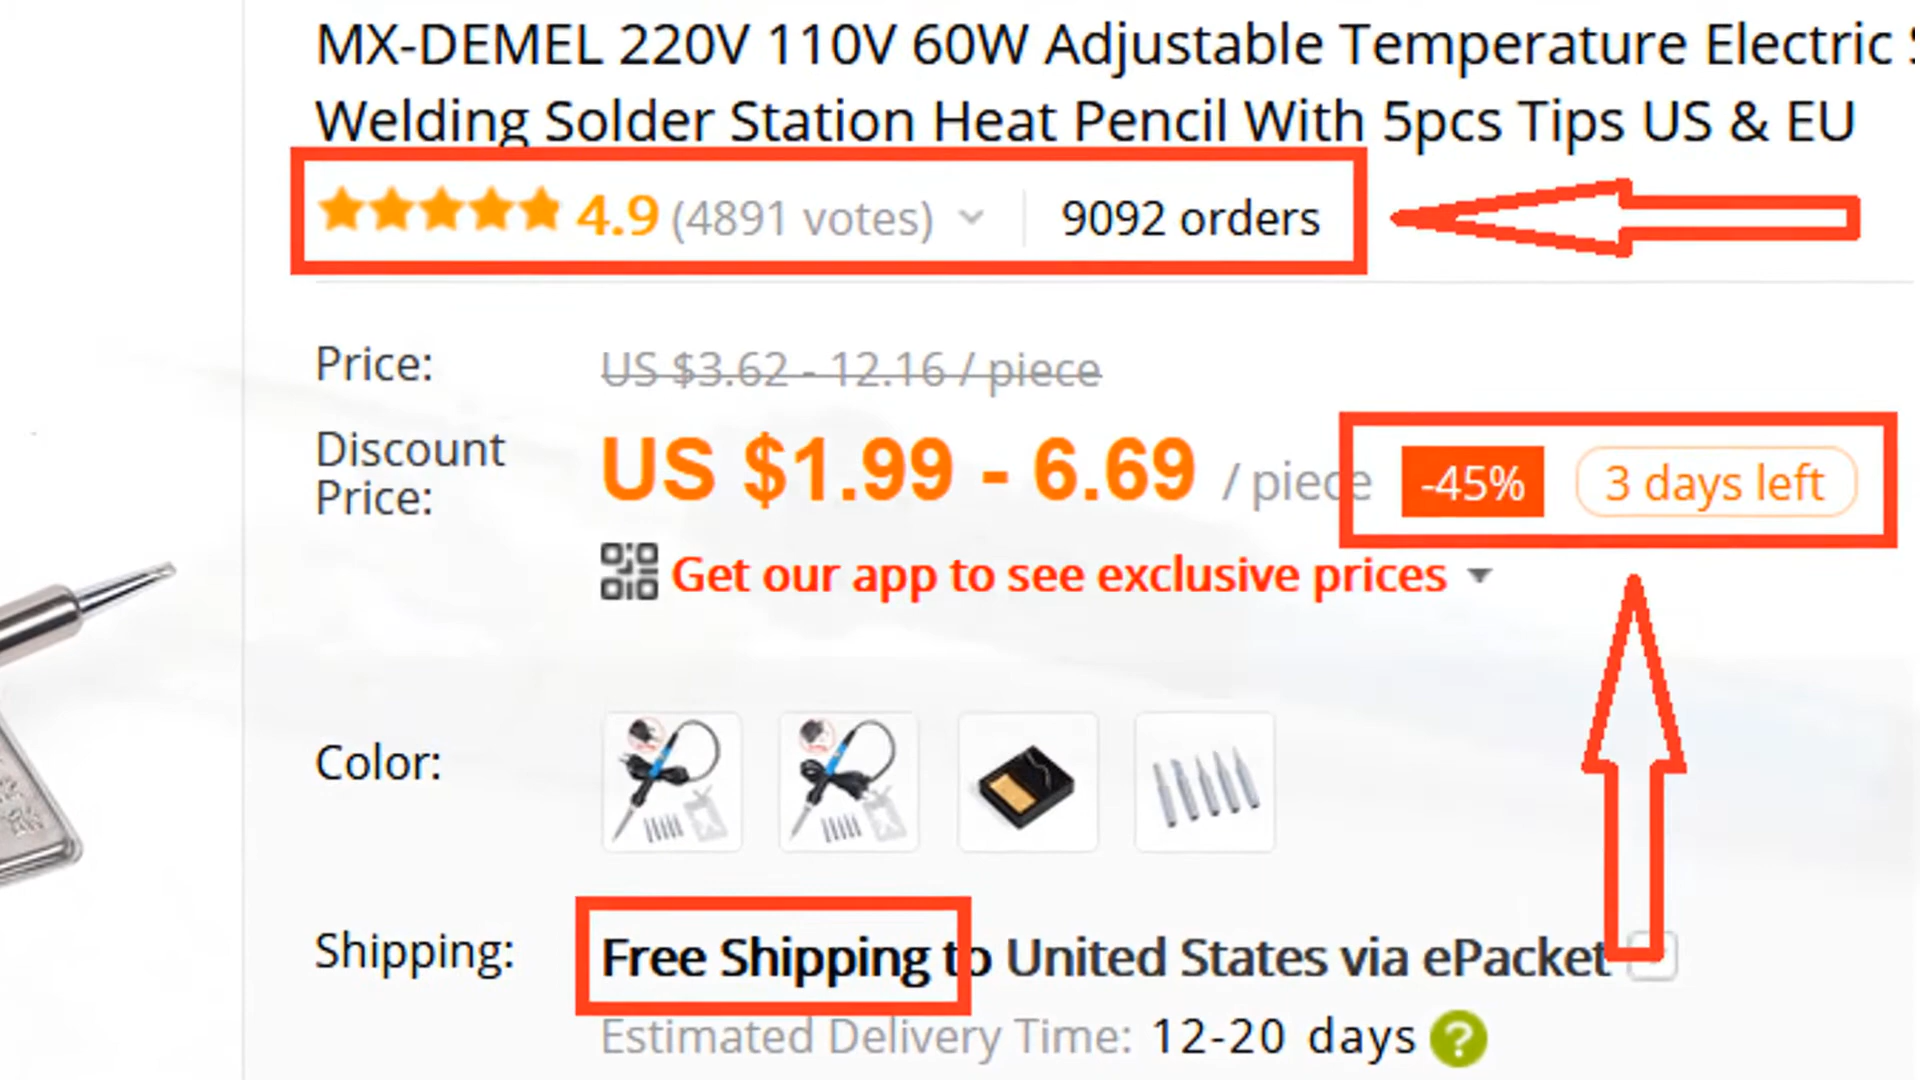 MX-DEMEL 220V 110V 60W Adjustable Temperature Electric
Welding Solder Station Heat Pencil With 5pcs Tips US & EU
4.9 (4891 votes) 9092 orders
Price: US $3.62 - 12.16 / piece
Discount Price: US $1.99 - 6.69 / piece -45% 3 days left
Get our app to see exclusive prices
Color:
Shipping: Free Shipping to United States via ePacket
Estimated Delivery Time: 12-20 days ?